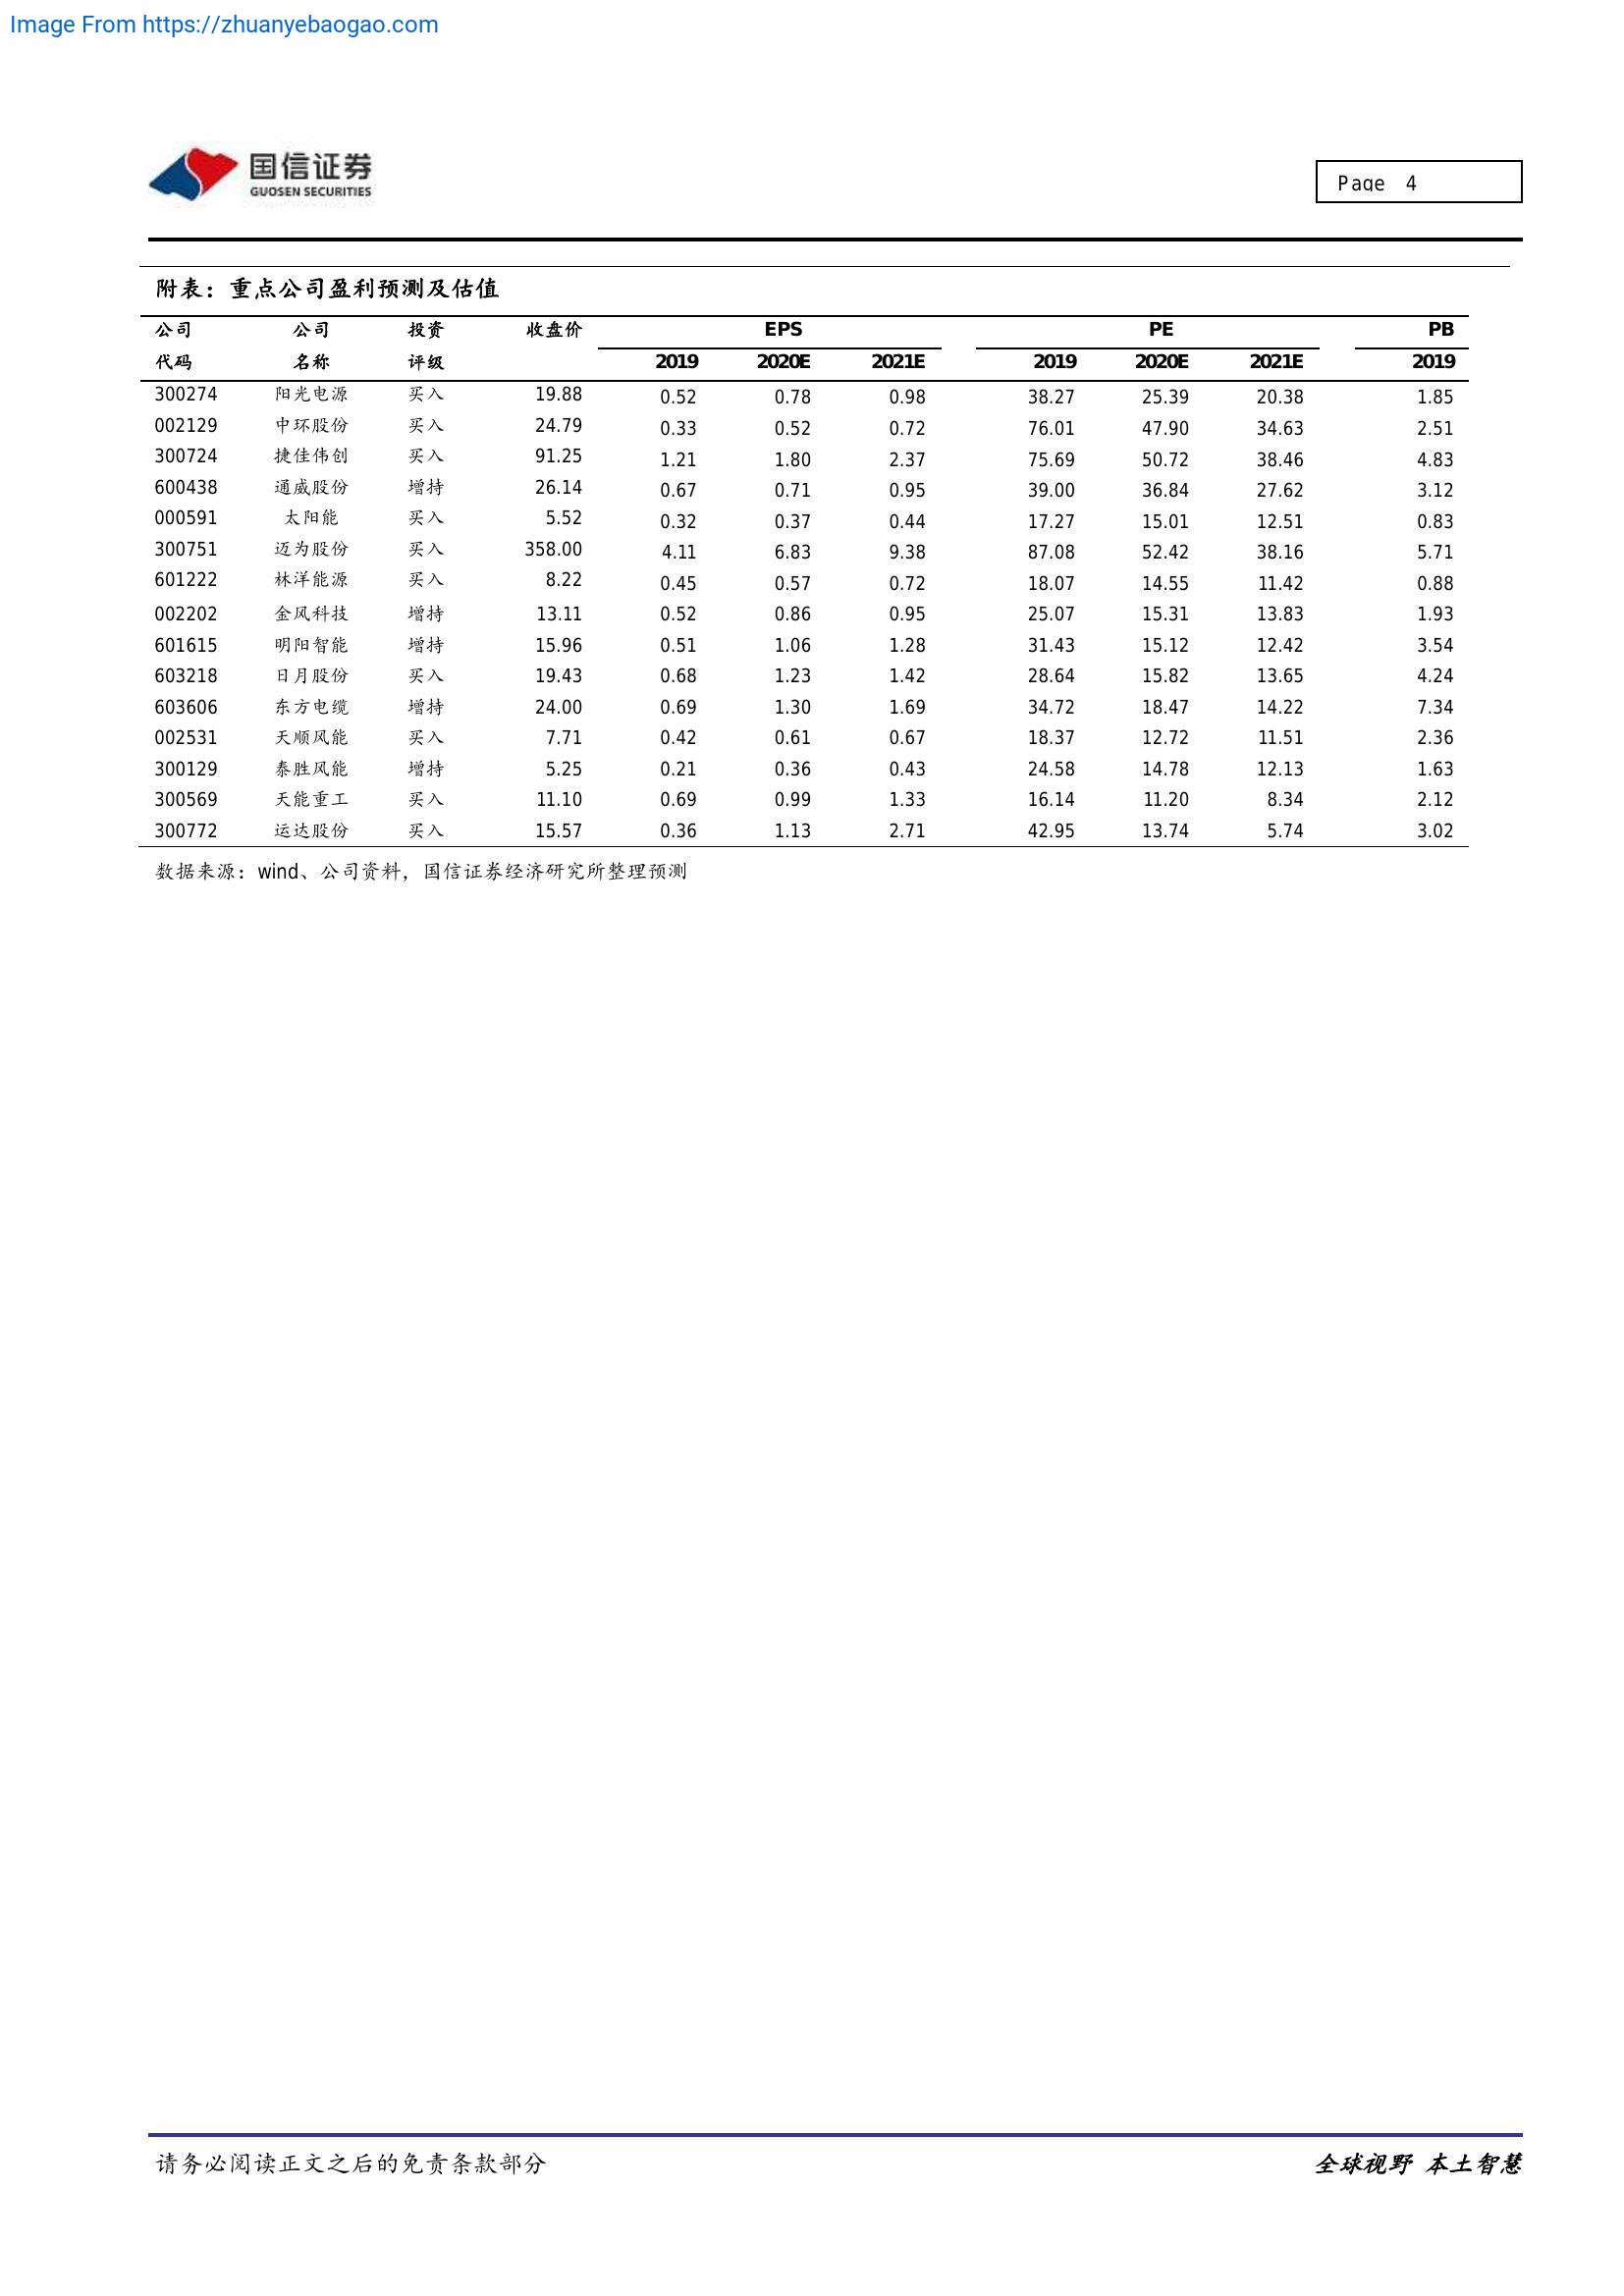 Image From https://zhuanyebaogao.com
国信证券
GUOSEN SECURITIES
Page 4
附表：重点公司盈利预测及估值
公司 公司 投资 收盘价 EPS PE PB
代码 名称 评级 2019 2020E 2021E 2019 2020E 2021E 2019
300274 阳光电源 买入 19.88 0.52 0.78 0.98 38.27 25.39 20.38 1.85
002129 中环股份 买入 24.79 0.33 0.52 0.72 76.01 47.90 34.63 2.51
300724 捷佳伟创 买入 91.25 1.21 1.80 2.37 75.69 50.72 38.46 4.83
600438 通威股份 增持 26.14 0.67 0.71 0.95 39.00 36.84 27.62 3.12
000591 太阳能 买入 5.52 0.32 0.37 0.44 17.27 15.01 12.51 0.83
300751 迈为股份 买入 358.00 4.11 6.83 9.38 87.08 52.42 38.16 5.71
601222 林洋能源 买入 8.22 0.45 0.57 0.72 18.07 14.55 11.42 0.88
002202 金风科技 增持 13.11 0.52 0.86 0.95 25.07 15.31 13.83 1.93
601615 明阳智能 增持 15.96 0.51 1.06 1.28 31.43 15.12 12.42 3.54
603218 日月股份 买入 19.43 0.68 1.23 1.42 28.64 15.82 13.65 4.24
603606 东方电缆 增持 24.00 0.69 1.30 1.69 34.72 18.47 14.22 7.34
002531 天顺风能 买入 7.71 0.42 0.61 0.67 18.37 12.72 11.51 2.36
300129 泰胜风能 增持 5.25 0.21 0.36 0.43 24.58 14.78 12.13 1.63
300569 天能重工 买入 11.10 0.69 0.99 1.33 16.14 11.20 8.34 2.12
300772 运达股份 买入 15.57 0.36 1.13 2.71 42.95 13.74 5.74 3.02
数据来源：wind、公司资料，国信证券经济研究所整理预测
请务必阅读正文之后的免责条款部分 全球视野 本土智慧